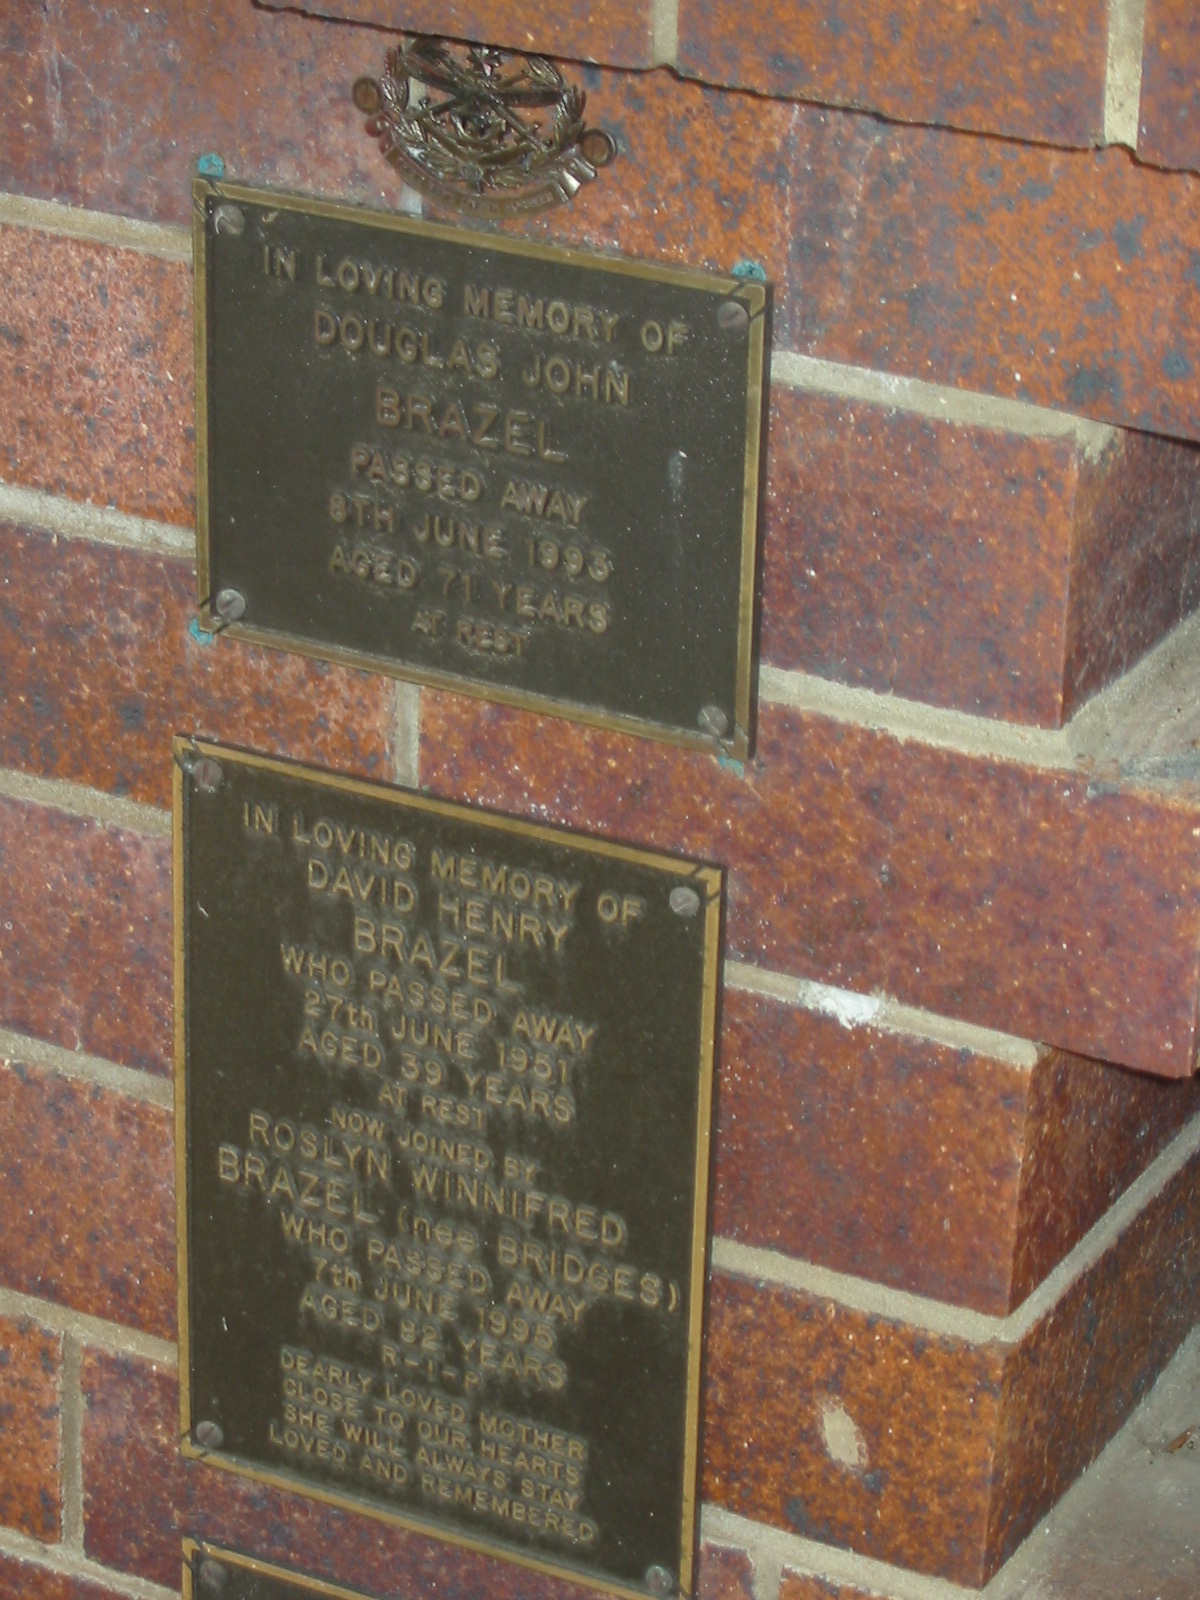 IN LOVING MEMORY OF
DOUGLAS JOHN
BRAZEL
PASSED AWAY
8TH JUNE 1993
AGED 71 YEARS
AT REST
IN LOVING MEMORY OF
DAVID HENRY
BRAZEL
WHO PASSED AWAY
27th JUNE 1951
AGED 39 YEARS
AT REST
NOW JOINED BY
ROSLYN WINNIFRED
BRAZEL (nee BRIDGES)
WHO PASSED AWAY
7th JUNE 1995
AGED 82 YEARS
R-I-P
DEARLY LOVED MOTHER
CLOSE TO OUR HEARTS
SHE WILL ALWAYS STAY
LOVED AND REMEMBERED